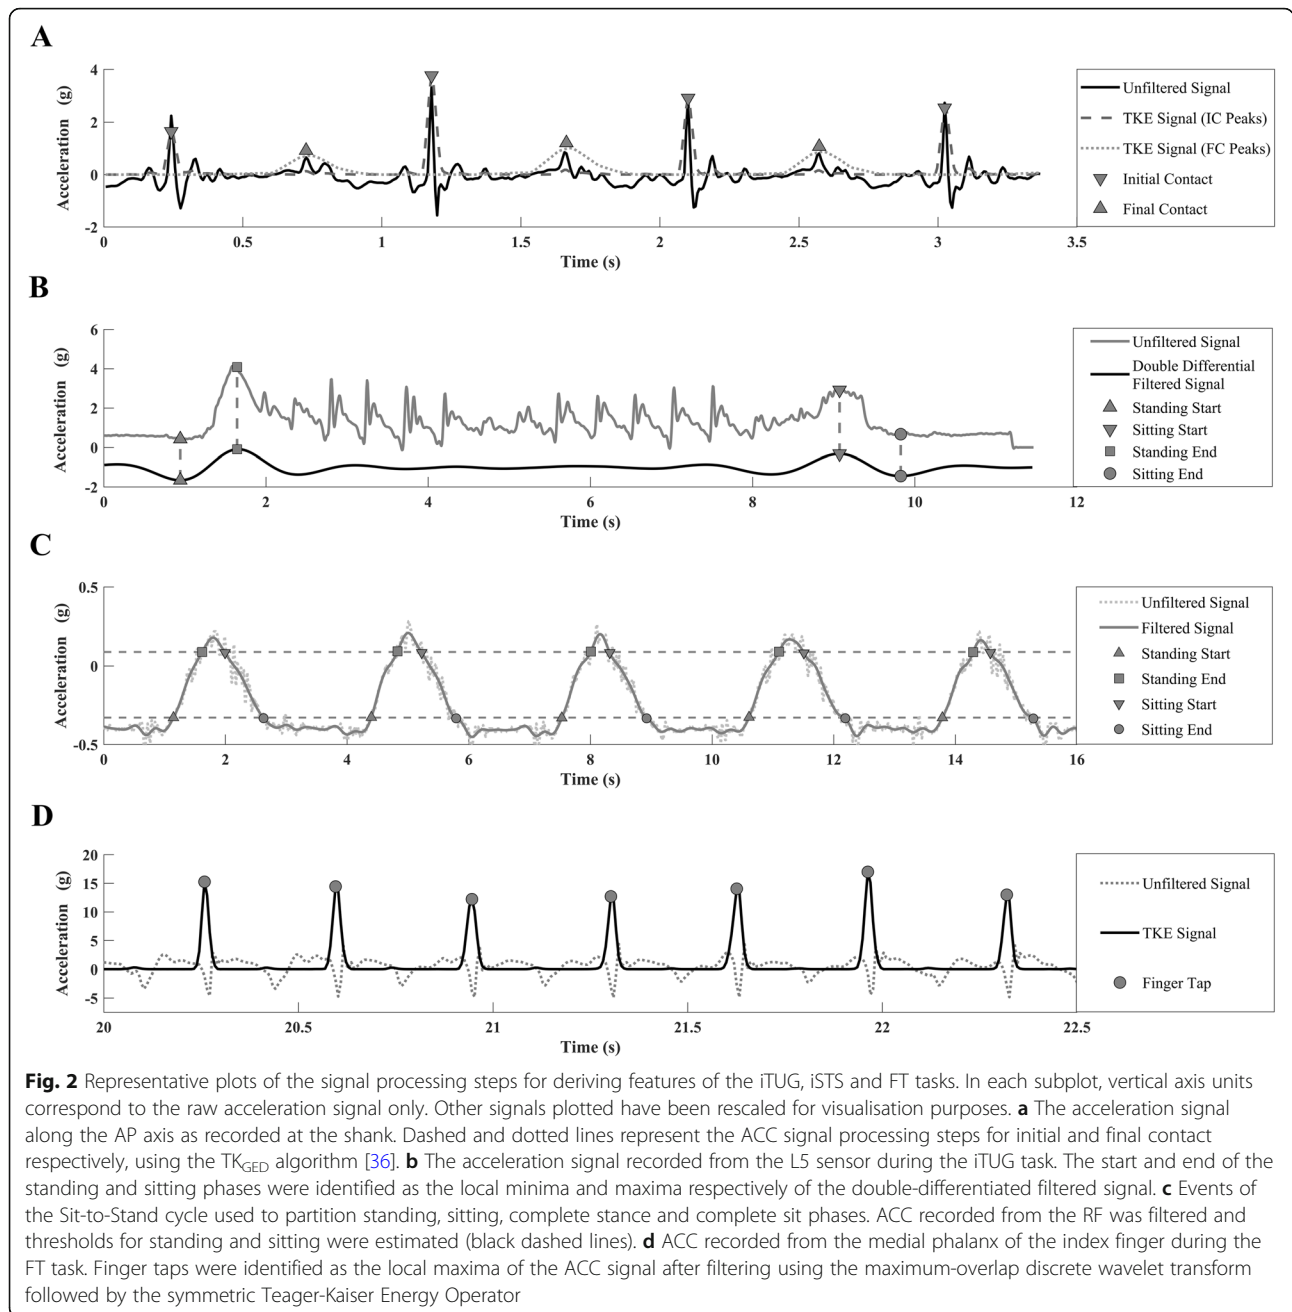 A
Acceleration (g)
4
2
0
-2
0 0.5 1 1.5 2 2.5 3 3.5
Time (s)
Unfiltered Signal
TKE Signal (IC Peaks)
TKE Signal (FC Peaks)
Initial Contact
Final Contact
B
Acceleration (g)
6
4
2
0
-2
0 2 4 6 8 10 12
Time (s)
Unfiltered Signal
Double Differential
Filtered Signal
Standing Start
Sitting Start
Standing End
Sitting End
C
Acceleration (g)
0.5
0
-0.5
0 2 4 6 8 10 12 14 16
Time (s)
Unfiltered Signal
Filtered Signal
Standing Start
Standing End
Sitting Start
Sitting End
D
Acceleration (g)
20
15
10
5
0
-5
20 20.5 21 21.5 22 22.5
Time (s)
Unfiltered Signal
TKE Signal
Finger Tap
Fig. 2 Representative plots of the signal processing steps for deriving features of the iTUG, iSTS and FT tasks. In each subplot, vertical axis units
correspond to the raw acceleration signal only. Other signals plotted have been rescaled for visualisation purposes. a The acceleration signal
along the AP axis as recorded at the shank. Dashed and dotted lines represent the ACC signal processing steps for initial and final contact
respectively, using the TKGED algorithm [36]. b The acceleration signal recorded from the L5 sensor during the iTUG task. The start and end of the
standing and sitting phases were identified as the local minima and maxima respectively of the double-differentiated filtered signal. c Events of
the Sit-to-Stand cycle used to partition standing, sitting, complete stance and complete sit phases. ACC recorded from the RF was filtered and
thresholds for standing and sitting were estimated (black dashed lines). d ACC recorded from the medial phalanx of the index finger during the
FT task. Finger taps were identified as the local maxima of the ACC signal after filtering using the maximum-overlap discrete wavelet transform
followed by the symmetric Teager-Kaiser Energy Operator